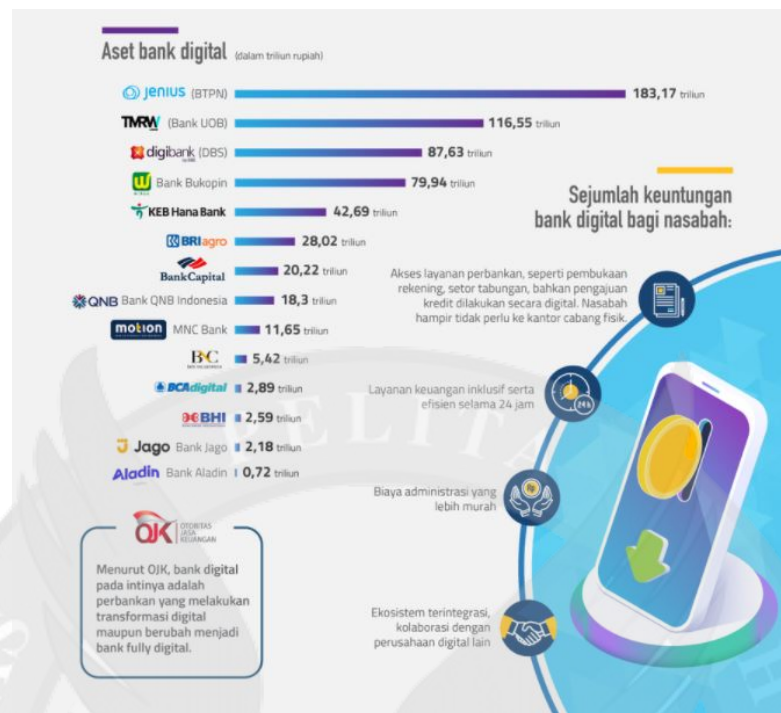 Aset bank digital (dalam triliun rupiah)
Jenius (BTPN) 183,17 triliun
TMRW (Bank UOB) 116,55 triliun
digibank (DBS) 87,63 triliun
Bank Bukopin 79,94 triliun
KEB Hana Bank 42,69 triliun
BRI agro 28,02 triliun
BankCapital 20,22 triliun
QNB Bank QNB Indonesia 18,3 triliun
motion MNC Bank 11,65 triliun
BNC 5,42 triliun
BCA digital 2,89 triliun
BHI 2,59 triliun
Jago Bank Jago 2,18 triliun
Aladin Bank Aladin 0,72 triliun
Sejumlah keuntungan
bank digital bagi nasabah:
Akses layanan perbankan, seperti pembukaan
rekening, setor tabungan, bahkan pengajuan
kredit dilakukan secara digital. Nasabah
hampir tidak perlu ke kantor cabang fisik.
Layanan keuangan inklusif serta
efisien selama 24 jam
24h
Biaya administrasi yang
lebih murah
Ekosistem terintegrasi,
kolaborasi dengan
perusahaan digital lain
OJK OTORITAS
JASA
KEUANGAN
Menurut OJK, bank digital
pada intinya adalah
perbankan yang melakukan
transformasi digital
maupun berubah menjadi
bank fully digital.